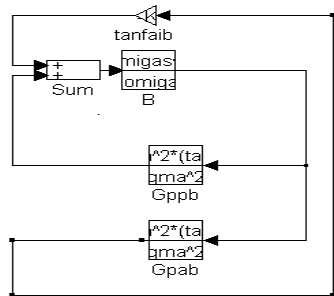 k
tanfaib
+
+
Sum
migas
omiga
B
^2*(ta
gma^2
Gppb
^2*(ta
gma^2
Gpab